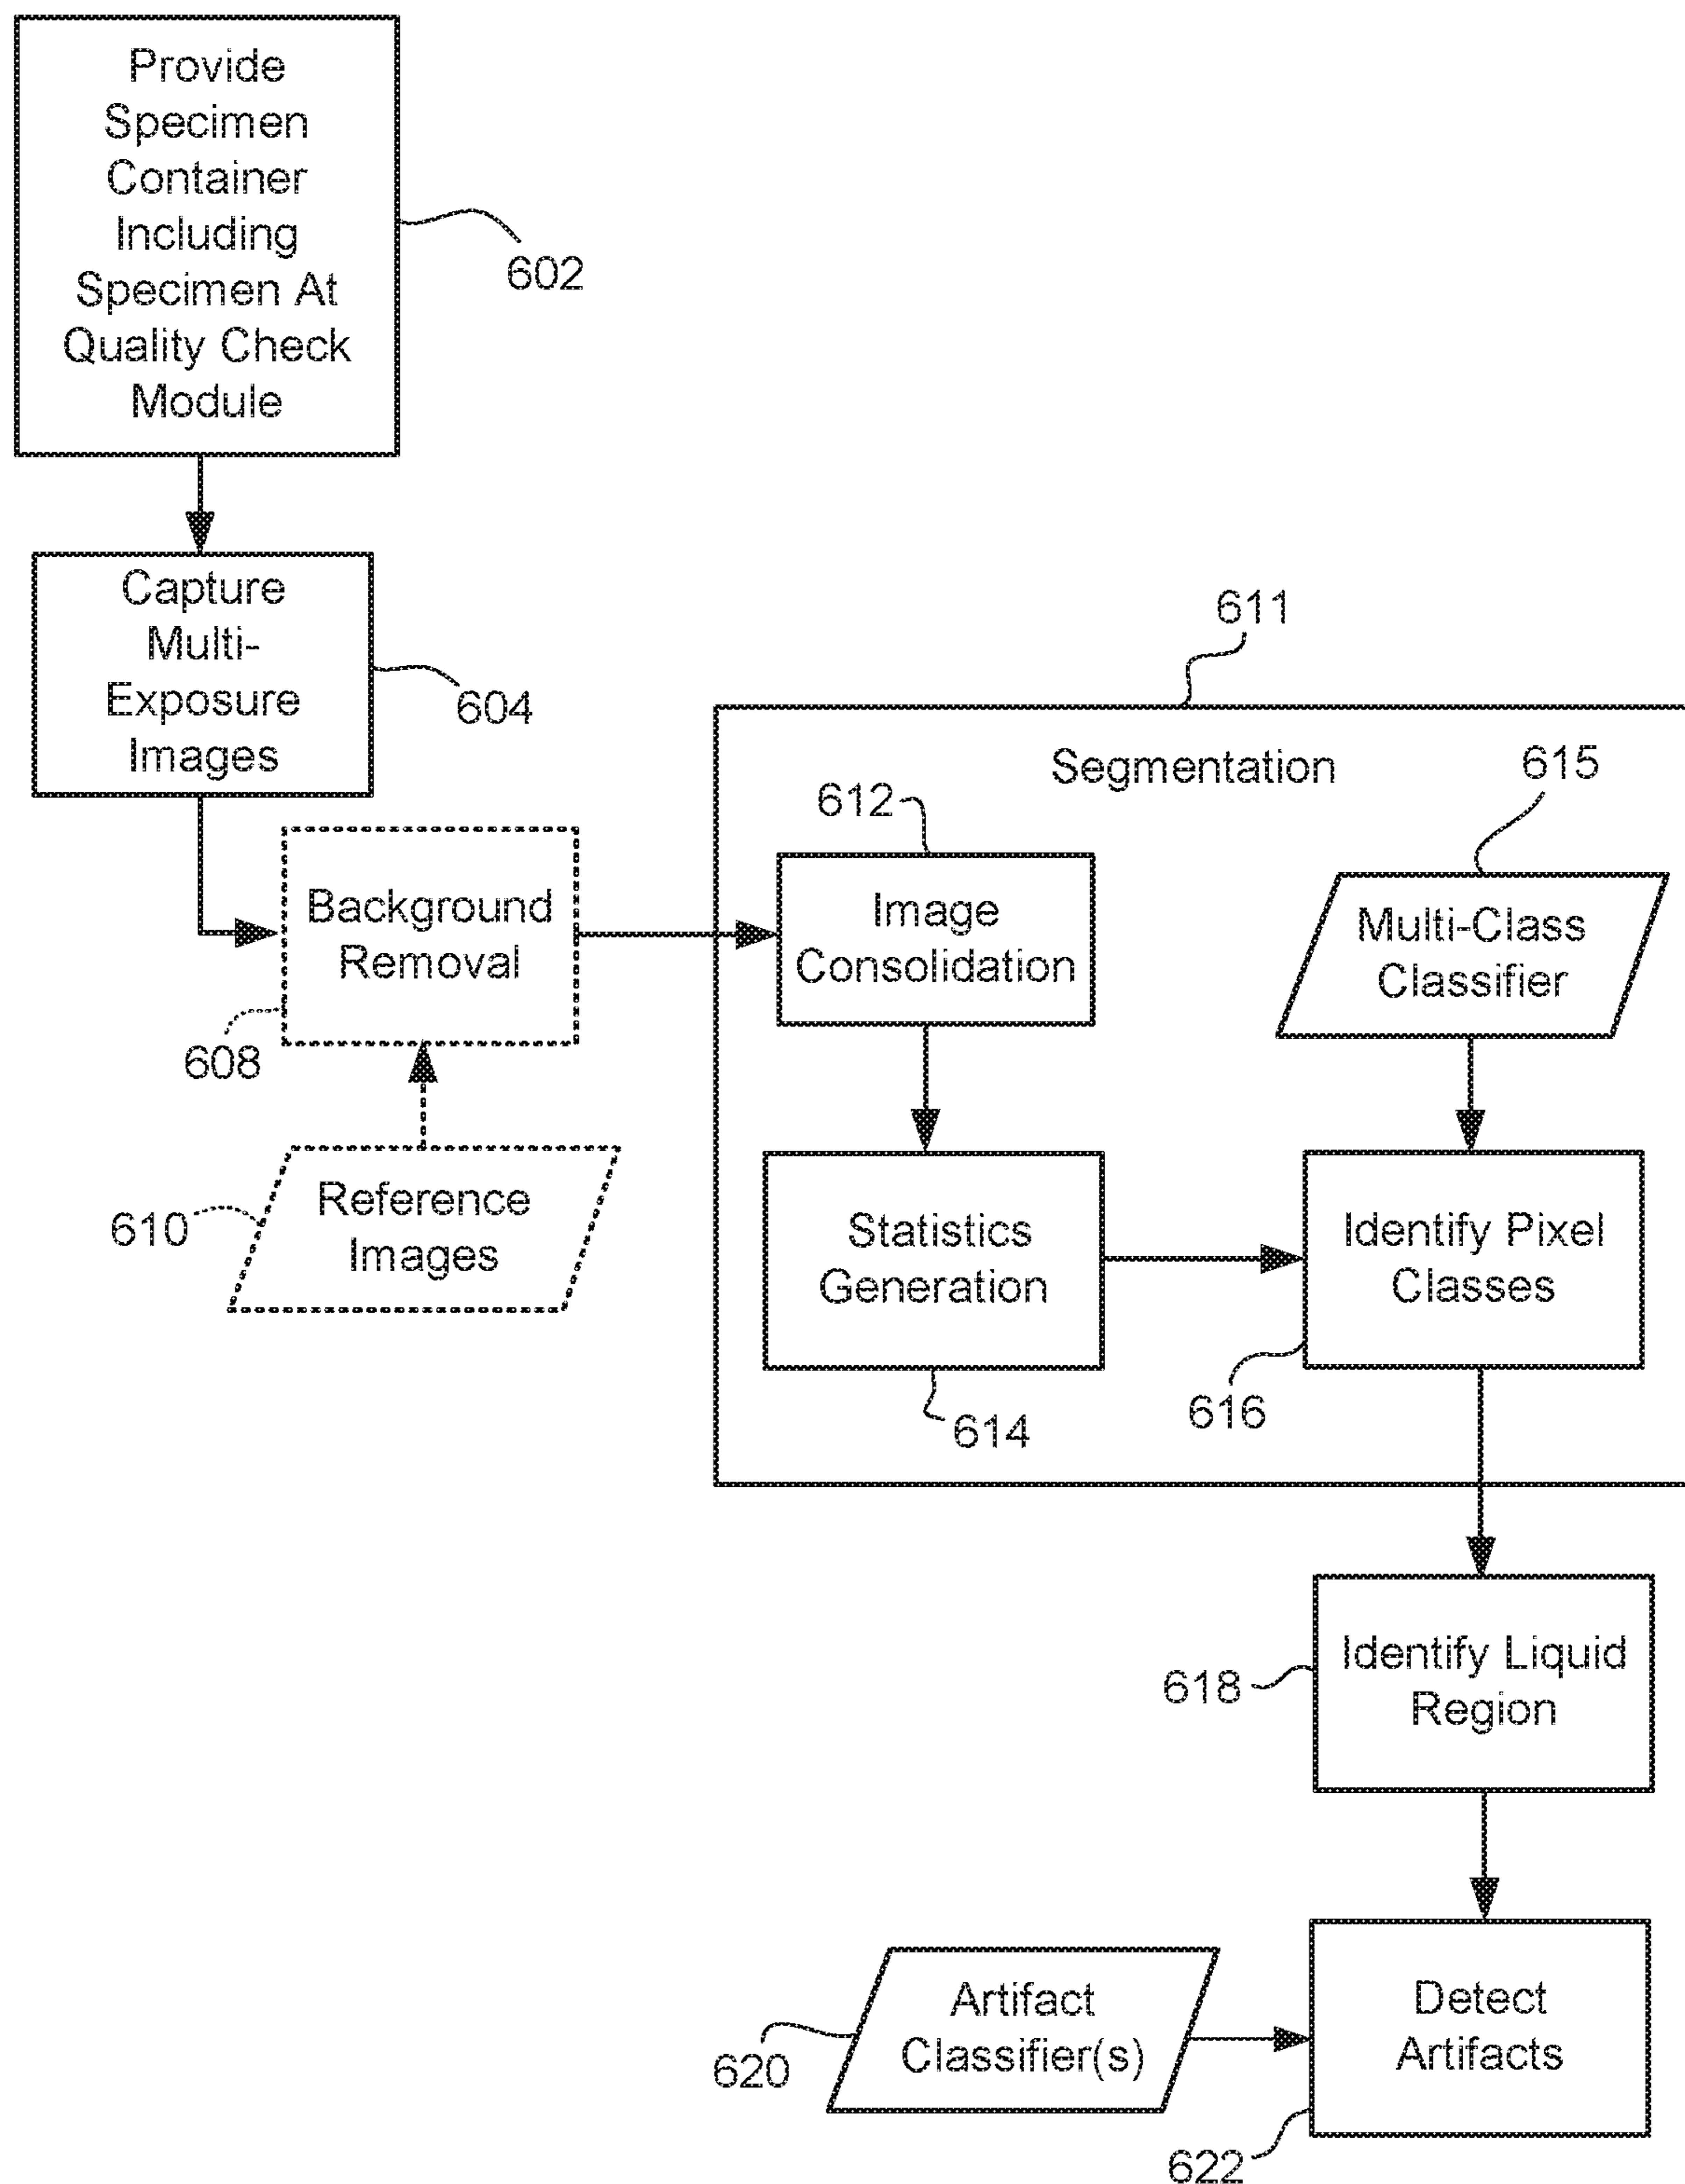 Provide
Specimen
Container
Including
Specimen At
Quality Check
Module
602
Capture
Multi-
Exposure
Images
604
611
Segmentation
615
612
Background
Removal
608
Image
Consolidation
Multi-Class
Classifier
610
Reference
Images
Statistics
Generation
614
Identify Pixel
Classes
616
618
Identify Liquid
Region
620
Artifact
Classifier(s)
Detect
Artifacts
622